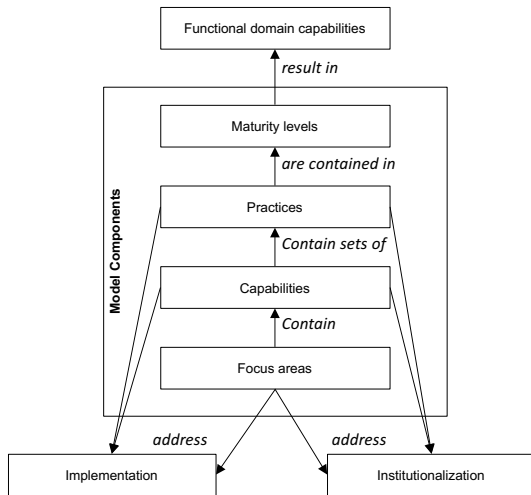 Functional domain capabilities
result in
Maturity levels
are contained in
Practices
Contain sets of
Capabilities
Contain
Focus areas
Model Components
address
address
Implementation
Institutionalization